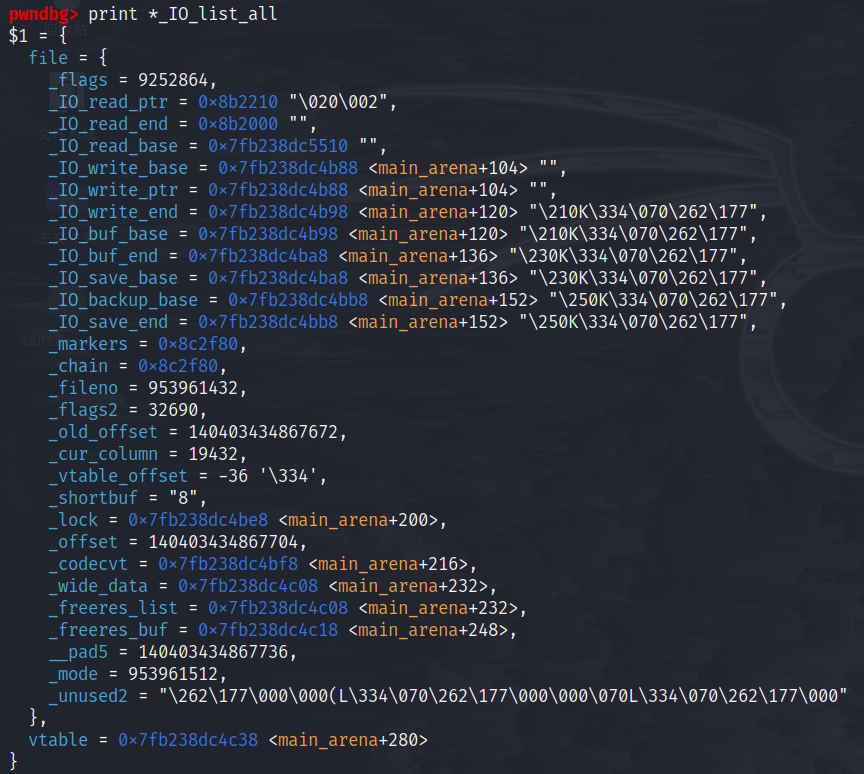 pwndbg> print *_IO_list_all
$1 = {
  file = {
    _flags = 9252864,
    _IO_read_ptr = 0x8b2210 "\020\002",
    _IO_read_end = 0x8b2000 "",
    _IO_read_base = 0x7fb238dc5510 "",
    _IO_write_base = 0x7fb238dc4b88 <main_arena+104> "",
    _IO_write_ptr = 0x7fb238dc4b88 <main_arena+104> "",
    _IO_write_end = 0x7fb238dc4b98 <main_arena+120> "\210K\334\070\262\177",
    _IO_buf_base = 0x7fb238dc4b98 <main_arena+120> "\210K\334\070\262\177",
    _IO_buf_end = 0x7fb238dc4ba8 <main_arena+136> "\230K\334\070\262\177",
    _IO_save_base = 0x7fb238dc4ba8 <main_arena+136> "\230K\334\070\262\177",
    _IO_backup_base = 0x7fb238dc4bb8 <main_arena+152> "\250K\334\070\262\177",
    _IO_save_end = 0x7fb238dc4bb8 <main_arena+152> "\250K\334\070\262\177",
    _markers = 0x8c2f80,
    _chain = 0x8c2f80,
    _fileno = 953961432,
    _flags2 = 32690,
    _old_offset = 140403434867672,
    _cur_column = 19432,
    _vtable_offset = -36 '\334',
    _shortbuf = "8",
    _lock = 0x7fb238dc4be8 <main_arena+200>,
    _offset = 140403434867704,
    _codecvt = 0x7fb238dc4bf8 <main_arena+216>,
    _wide_data = 0x7fb238dc4c08 <main_arena+232>,
    _freeres_list = 0x7fb238dc4c08 <main_arena+232>,
    _freeres_buf = 0x7fb238dc4c18 <main_arena+248>,
    __pad5 = 140403434867736,
    _mode = 953961512,
    _unused2 = "\262\177\000\000(L\334\070\262\177\000\000\070L\334\070\262\177\000"
  },
  vtable = 0x7fb238dc4c38 <main_arena+280>
}